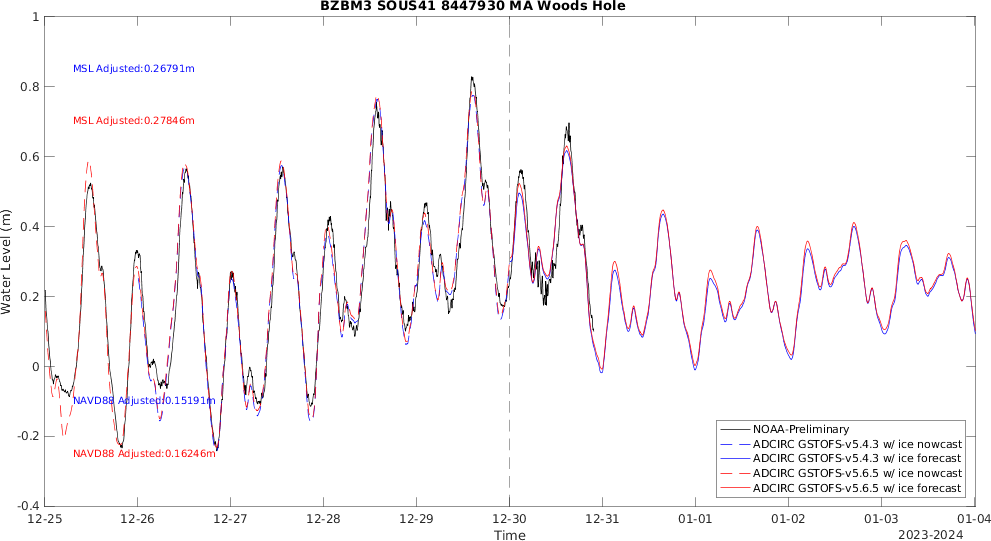 BZBM3 SOUS41 8447930 MA Woods Hole
1
0.8
0.6
0.4
0.2
0
-0.2
-0.4
Water Level (m)
MSL Adjusted:0.26791m
MSL Adjusted:0.27846m
NAVD88 Adjusted:0.15191m
NAVD88 Adjusted:0.16246m
NOAA-Preliminary
ADCIRC GSTOFS-v5.4.3 w/ ice nowcast
ADCIRC GSTOFS-v5.4.3 w/ ice forecast
ADCIRC GSTOFS-v5.6.5 w/ ice nowcast
ADCIRC GSTOFS-v5.6.5 w/ ice forecast
12-25 12-26 12-27 12-28 12-29 12-30 12-31 01-01 01-02 01-03 01-04
Time
2023-2024